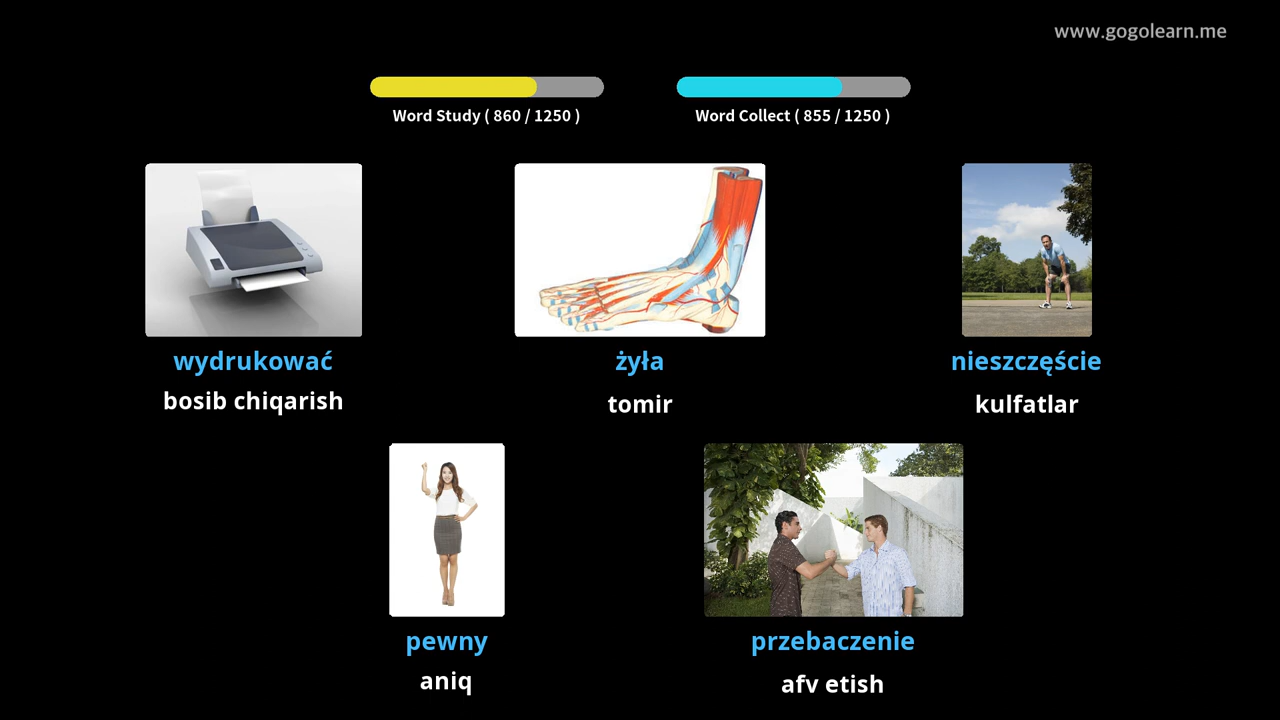 www.gogolearn.me
Word Study ( 860 / 1250 )
Word Collect ( 855 / 1250 )
wydrukować
bosib chiqarish
żyła
tomir
nieszczęście
kulfatlar
pewny
aniq
przebaczenie
afv etish